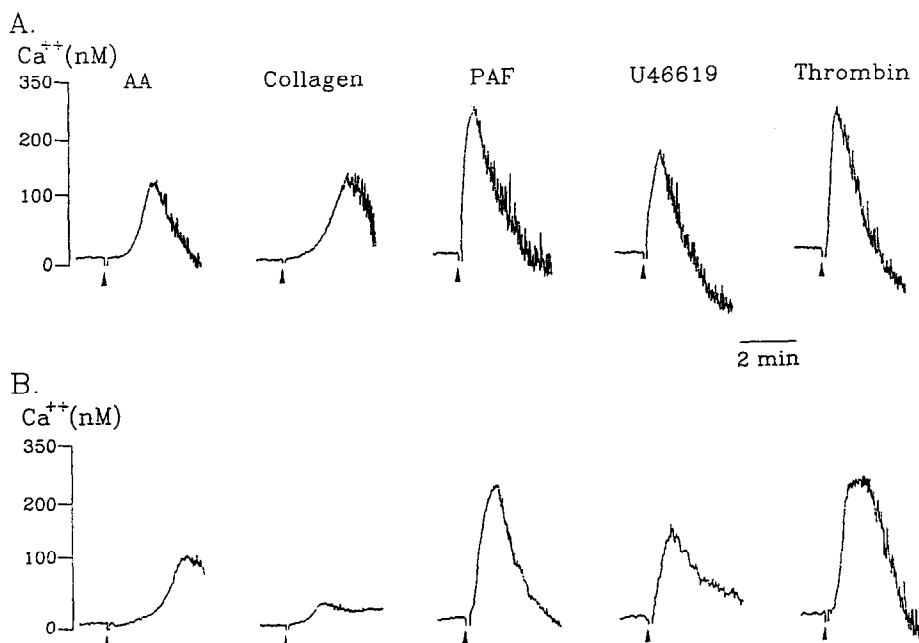 A.
Ca++(nM)
AA Collagen PAF U46619 Thrombin
350
200
100
0
2 min
B.
Ca++(nM)
350
200
100
0